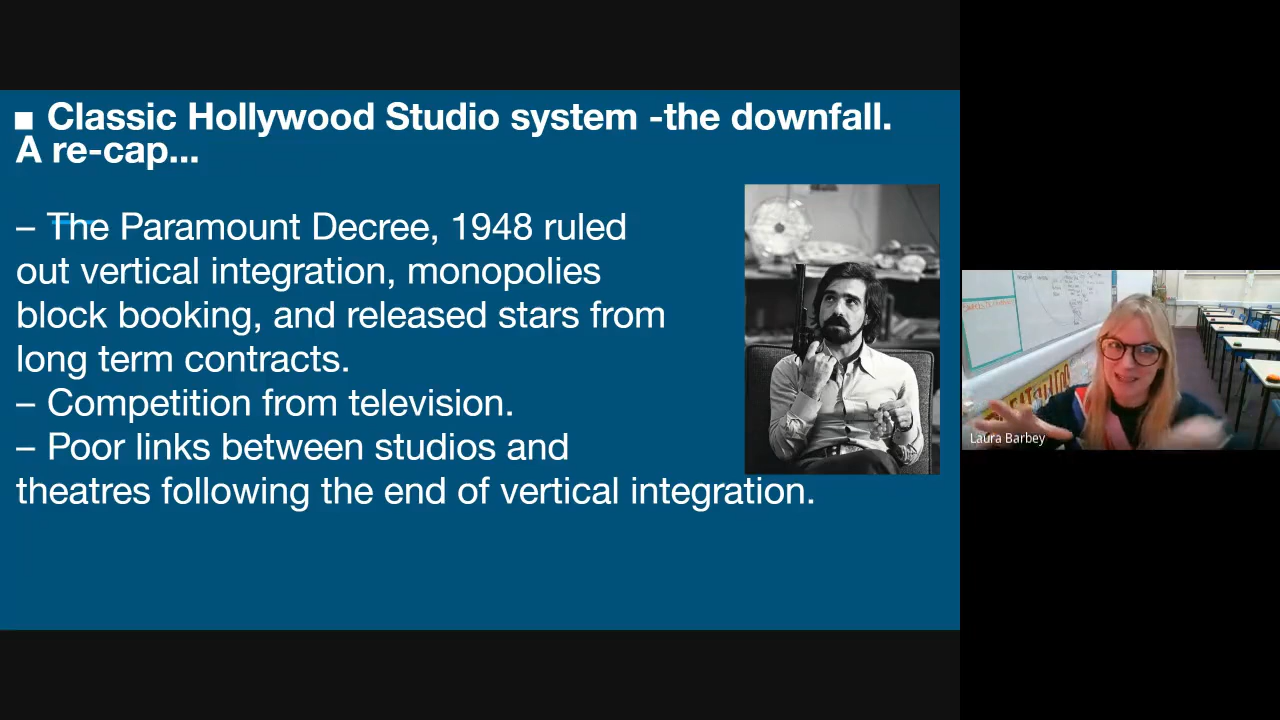 ■ Classic Hollywood Studio system -the downfall.
A re-cap...
– The Paramount Decree, 1948 ruled
out vertical integration, monopolies
block booking, and released stars from
long term contracts.
– Competition from television.
– Poor links between studios and
theatres following the end of vertical integration.
Laura Barbey